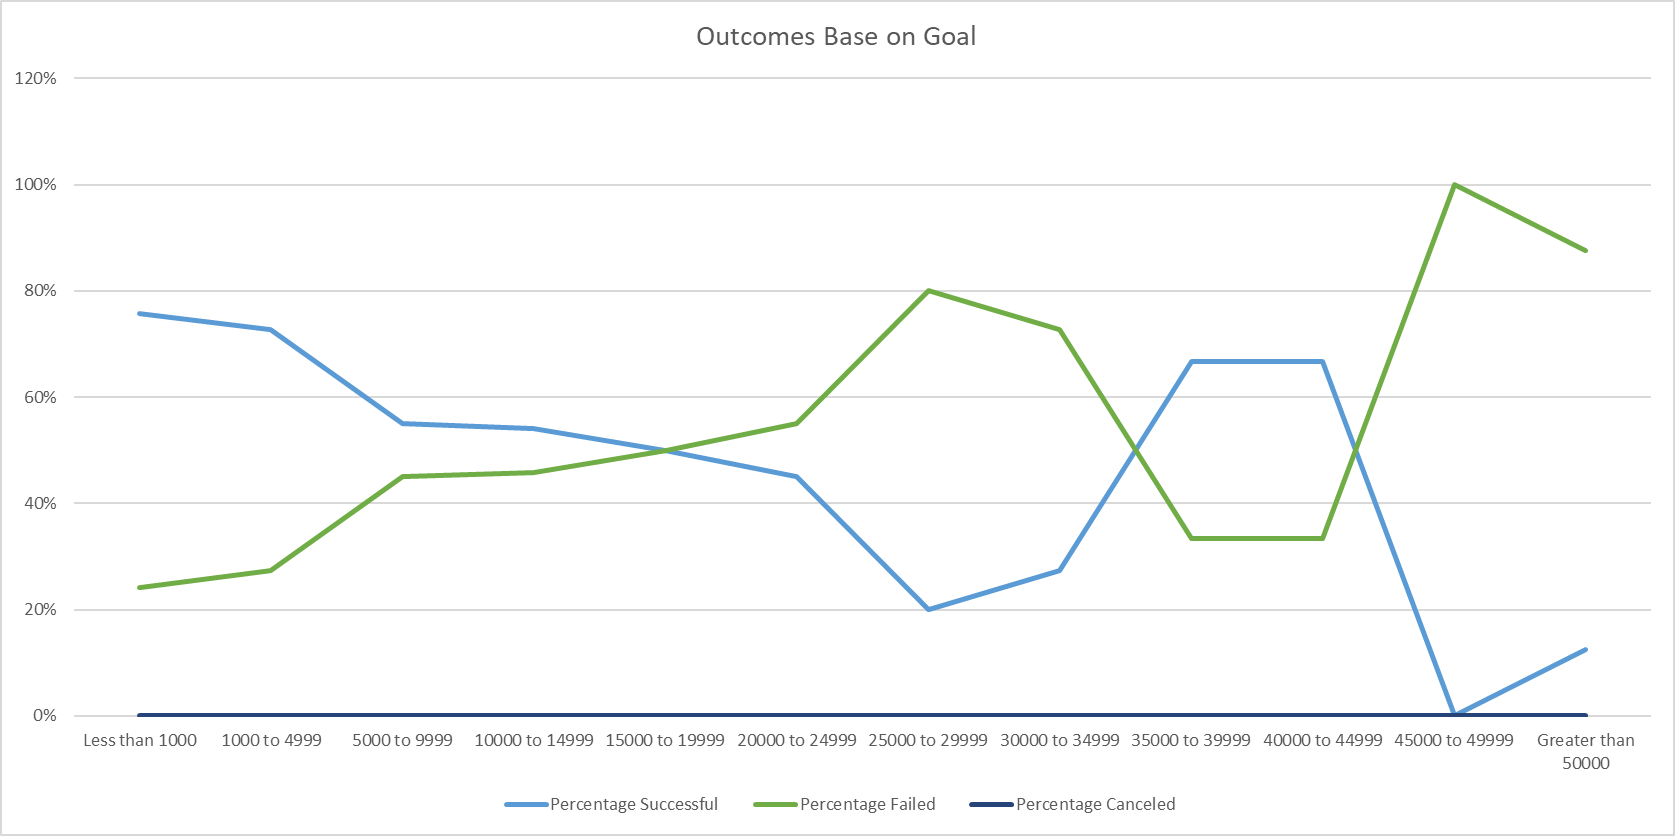 Outcomes Base on Goal
120%
100%
80%
60%
40%
20%
0%
Less than 1000
1000 to 4999
5000 to 9999
10000 to 14999
15000 to 19999
20000 to 24999
25000 to 29999
30000 to 34999
35000 to 39999
40000 to 44999
45000 to 49999
Greater than
50000
Percentage Successful
Percentage Failed
Percentage Canceled